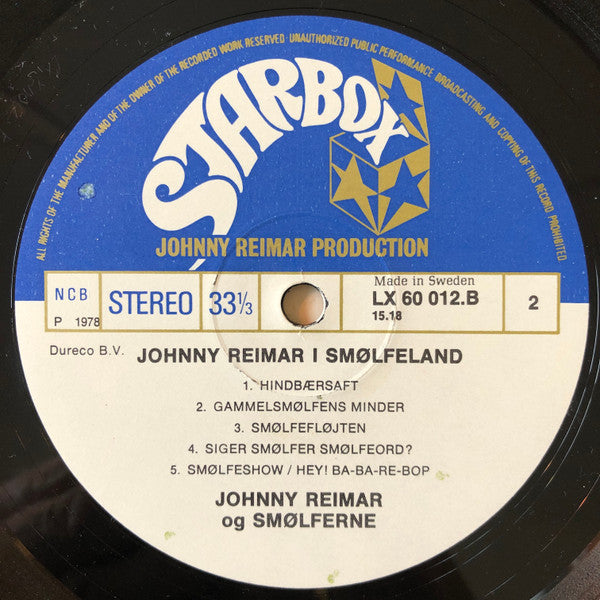 ALL RIGHTS OF THE MANUFACTURER AND OF THE OWNER OF THE RECORDED WORK RESERVED · UNAUTHORIZED PUBLIC PERFORMANCE BROADCASTING AND COPYING OF THIS RECORD PROHIBITED
STARBOX
JOHNNY REIMAR PRODUCTION
NCB
P 1978
STEREO
33 1/3
Made in Sweden
LX 60 012.B
15.18
2
Dureco B.V.
JOHNNY REIMAR I SMØLFELAND
1. HINDBÆRSAFT
2. GAMMELSMØLFENS MINDER
3. SMØLFEFLØJTEN
4. SIGER SMØLFER SMØLFEORD?
5. SMØLFESHOW / HEY! BA-BA-RE-BOP
JOHNNY REIMAR
og SMØLFERNE